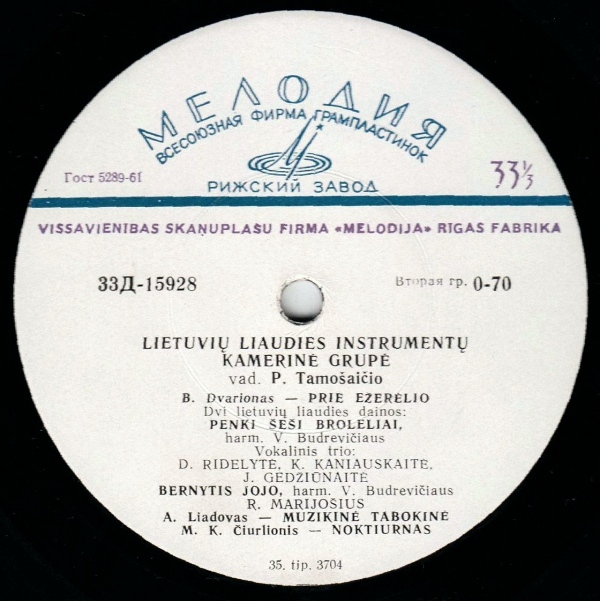 МЕЛОДИЯ
ВСЕСОЮЗНАЯ ФИРМА ГРАМПЛАСТИНОК
Гост 5289-61
33⅓
РИЖСКИЙ ЗАВОД
VISSAVIENIBAS SKAŅUPLAŠU FIRMA «MELODIJA» RIGAS FABRIKA
33Д-15928
Вторая гр. 0-70
LIETUVIŲ LIAUDIES INSTRUMENTŲ
KAMERINĖ GRUPĖ
vad. P. Tamošaičio
B. Dvarionas — PRIE EŽERĖLIO
Dvi lietuvių liaudies dainos:
PENKI ŠEŠI BROLELIAI,
harm. V. Budrevičiaus
Vokalinis trio:
D. RIDELYTĖ, K. KANIAUSKAITĖ,
J. GEDŽIŪNAITĖ
BERNYTIS JOJO, harm. V. Budrevičiaus
R. MARIJOŠIUS
A. Liadovas — MUZIKINĖ TABOKINĖ
M. K. Čiurlionis — NOKTIURNAS
35. tip. 3704